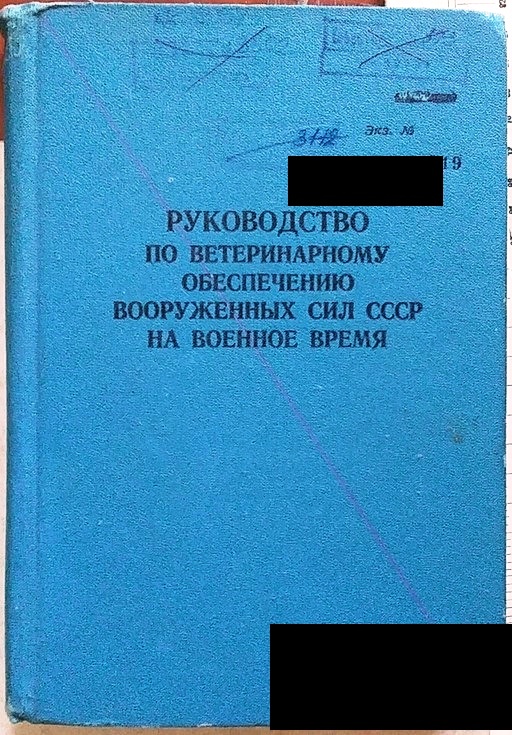 Экз. №
РУКОВОДСТВО
ПО ВЕТЕРИНАРНОМУ
ОБЕСПЕЧЕНИЮ
ВООРУЖЕННЫХ СИЛ СССР
НА ВОЕННОЕ ВРЕМЯ